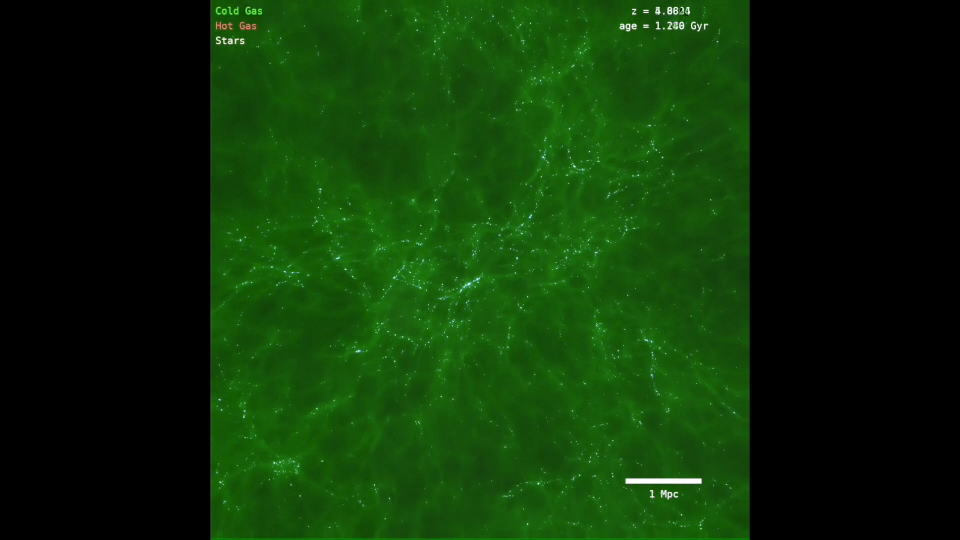 Cold Gas
Hot Gas
Stars
z =
age = Gyr
1 Mpc